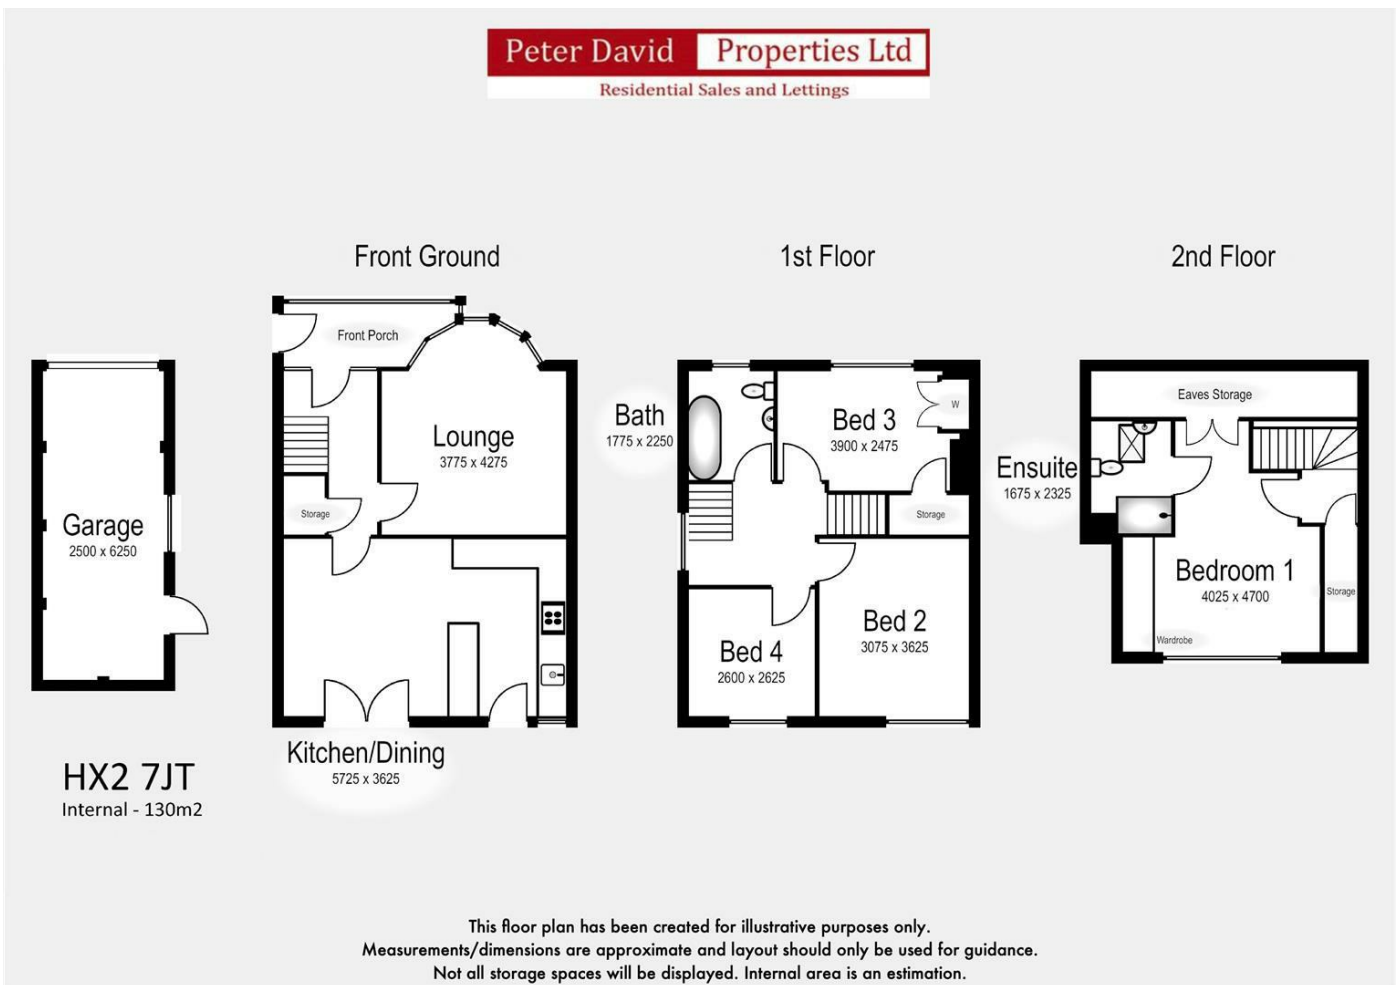 Peter David Properties Ltd
Residential Sales and Lettings
Front Ground
1st Floor
2nd Floor
Front Porch
Lounge
3775 x 4275
Storage
Garage
2500 x 6250
Kitchen/Dining
5725 x 3625
HX2 7JT
Internal - 130m2
Bath
1775 x 2250
Bed 3
3900 x 2475
W
Storage
Bed 2
3075 x 3625
Bed 4
2600 x 2625
Eaves Storage
Ensuite
1675 x 2325
Bedroom 1
4025 x 4700
Storage
Wardrobe
This floor plan has been created for illustrative purposes only.
Measurements/dimensions are approximate and layout should only be used for guidance.
Not all storage spaces will be displayed. Internal area is an estimation.